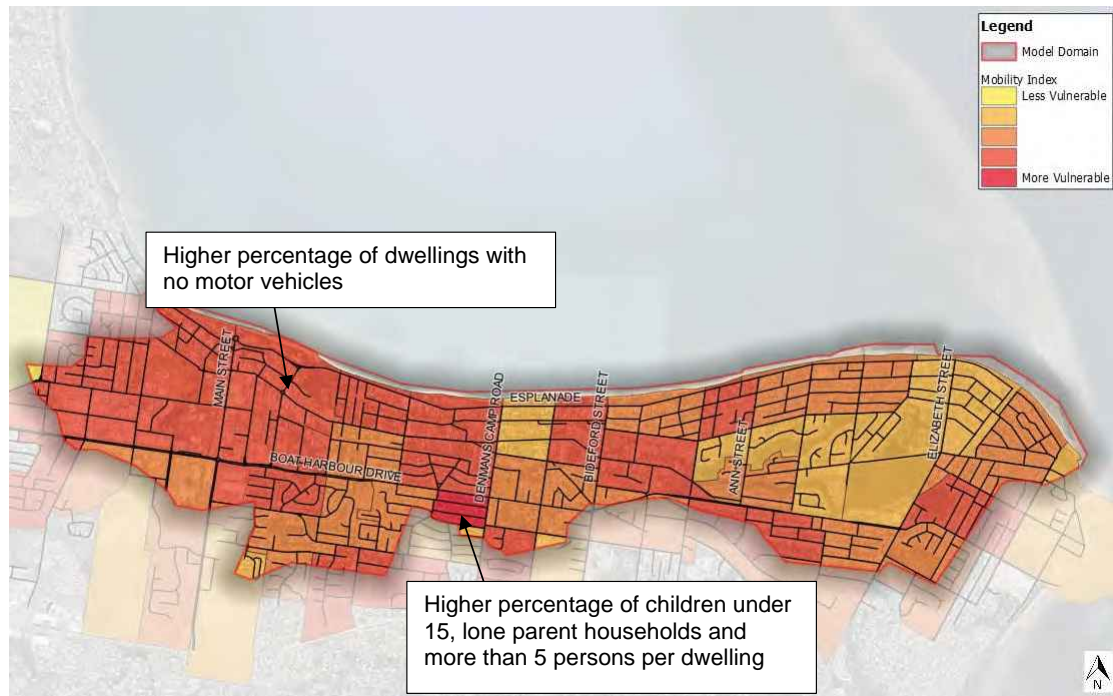 Legend
Model Domain
Mobility Index
Less Vulnerable
More Vulnerable
Higher percentage of dwellings with
no motor vehicles
MAIN STREET
BOAT HARBOUR DRIVE
DENMANS CAMP ROAD
ESPLANADE
BIDEFORD STREET
ANN STREET
ELIZABETH STREET
Higher percentage of children under
15, lone parent households and
more than 5 persons per dwelling
N